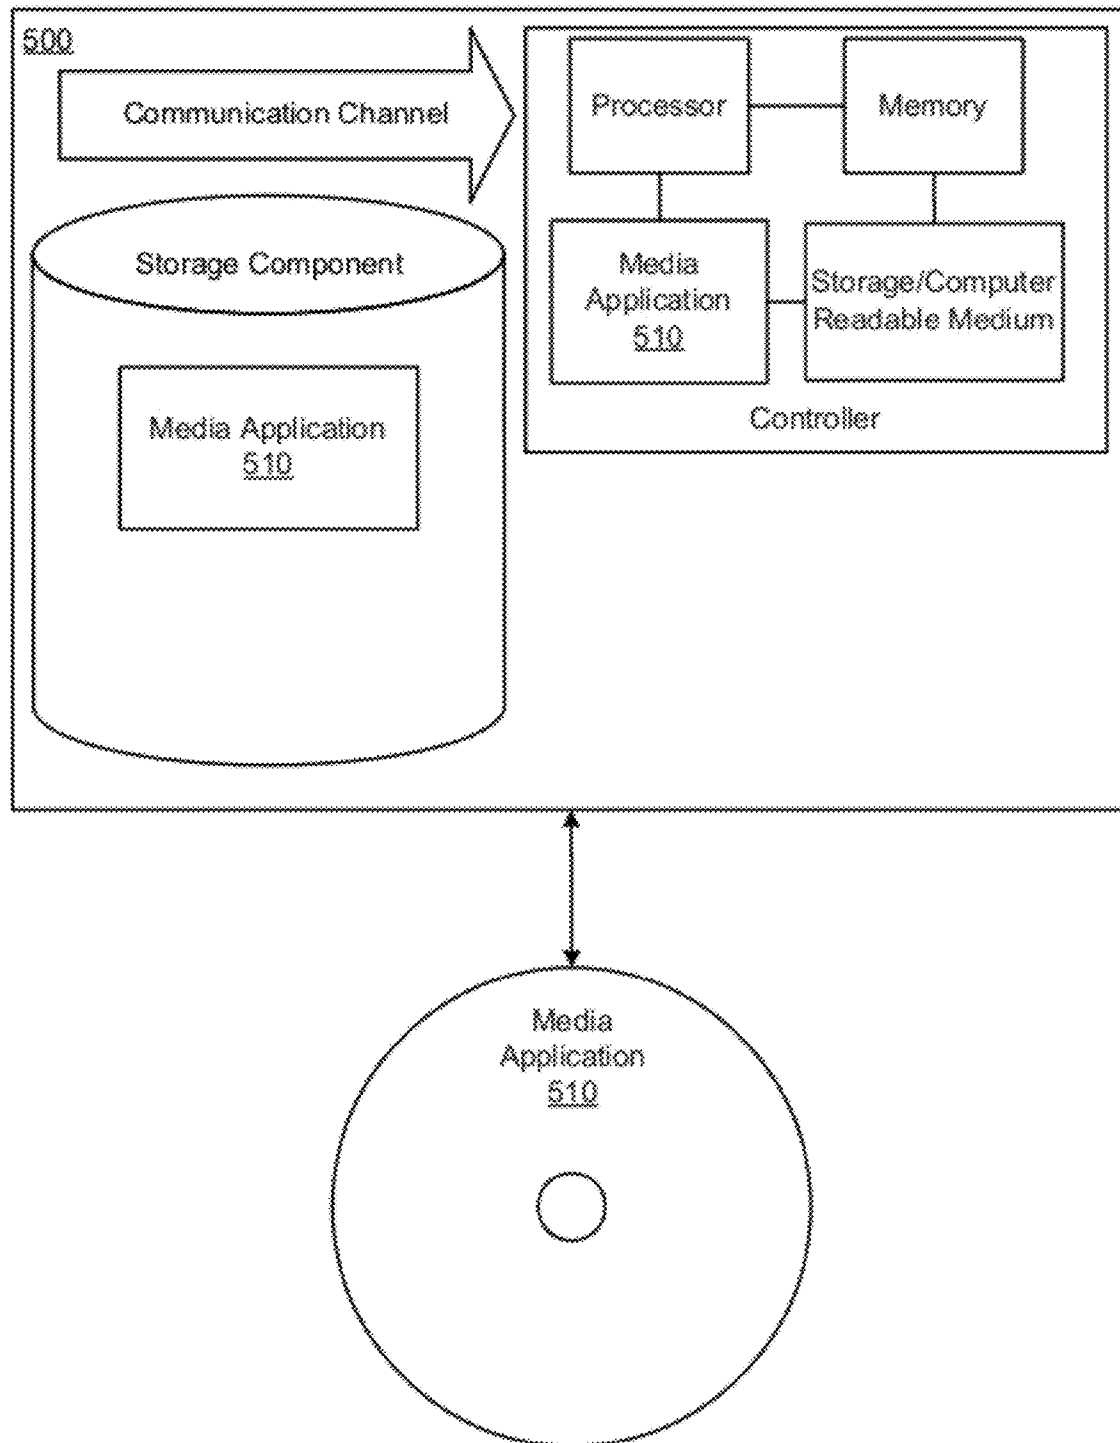 500
Communication Channel
Processor
Memory
Storage Component
Media
Application
510
Storage/Computer
Readable Medium
Controller
Media Application
510
Media
Application
510